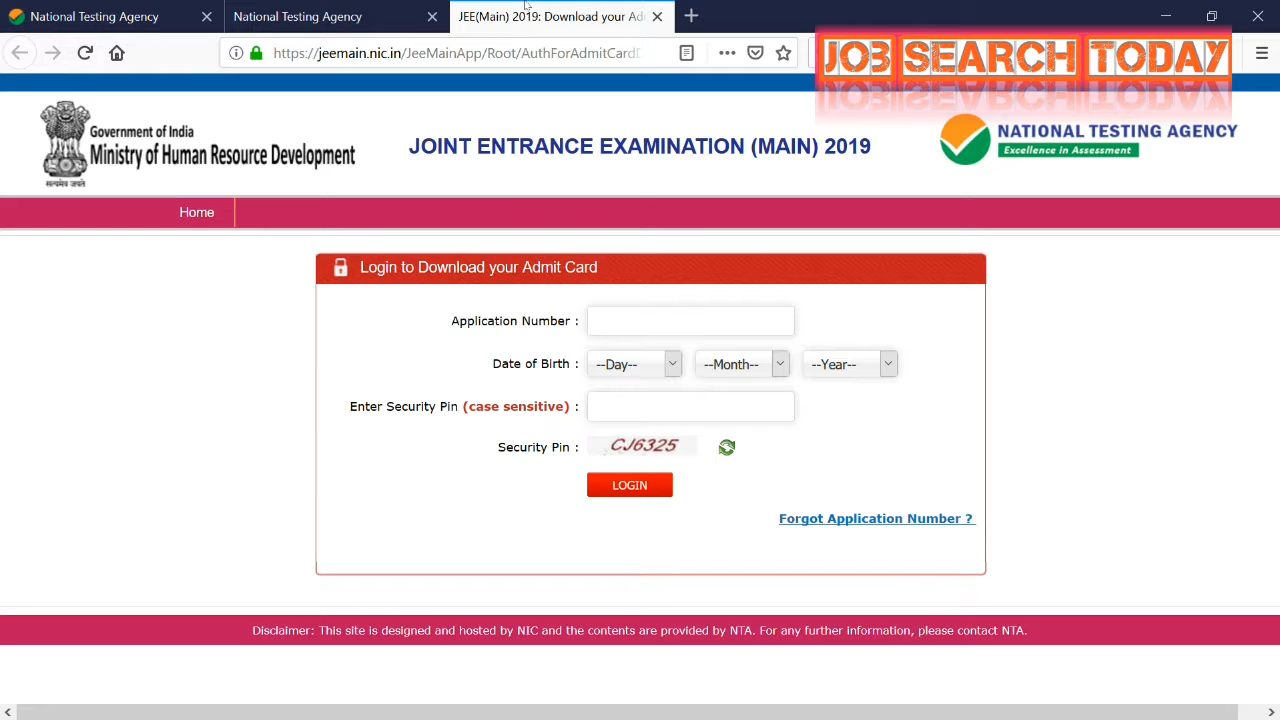 National Testing Agency
National Testing Agency
JEE(Main) 2019: Download your Ad
https://jeemain.nic.in/JeeMainApp/Root/AuthForAdmitCard
JOB SEARCH TODAY
Government of India
Ministry of Human Resource Development
सत्यमेव जयते
JOINT ENTRANCE EXAMINATION (MAIN) 2019
NATIONAL TESTING AGENCY
Excellence in Assessment
Home
Login to Download your Admit Card
Application Number :
Date of Birth : --Day-- --Month-- --Year--
Enter Security Pin (case sensitive) :
Security Pin : CJ6325
LOGIN
Forgot Application Number ?
Disclaimer: This site is designed and hosted by NIC and the contents are provided by NTA. For any further information, please contact NTA.